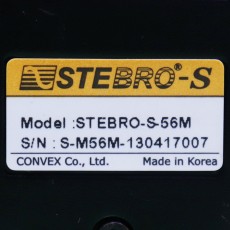 STEBRO®-S
Model :STEBRO-S-56M
S/N : S-M56M-130417007
CONVEX Co., Ltd. Made in Korea